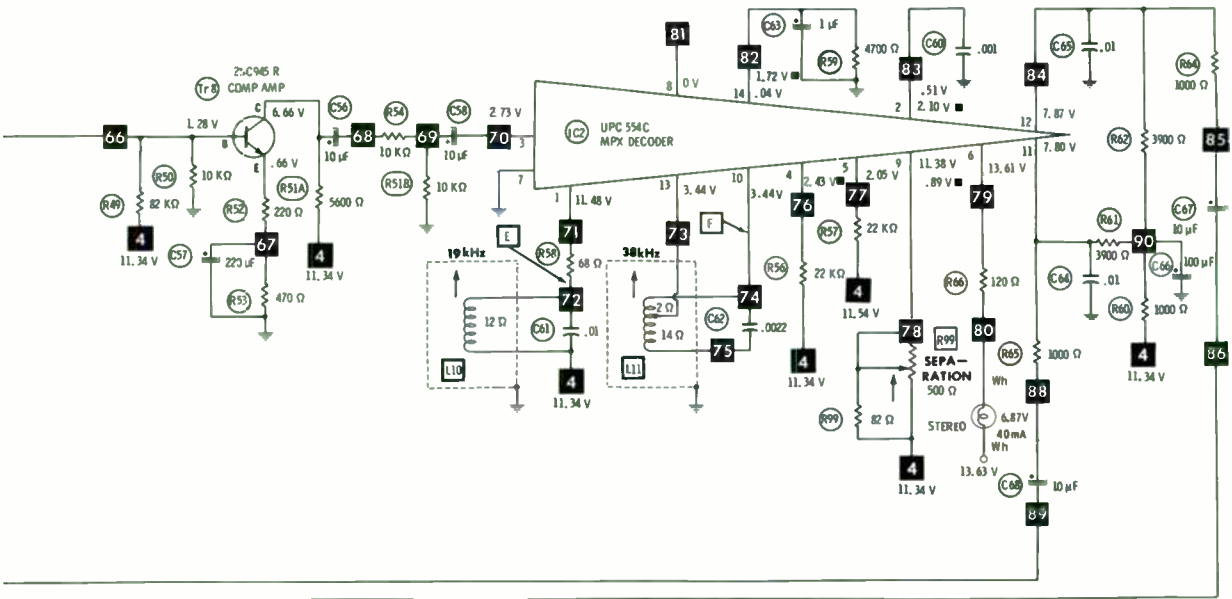 81
8 0 V
82
1.72 V ■
14 .04 V
C63 1 µF
R59 4700 Ω
83
.51 V
2 2.10 V ■
C60 .001
84
12 7.87 V
11 7.80 V
C65 .01
R62 3900 Ω
R64 1000 Ω
85
C67 10 µF
86
Tr 8
COMP AMP
C 6.66 V
B 1.28 V
E .66 V
66
R49 82 KΩ
4
11.34 V
R50 10 KΩ
R52 220 Ω
67
C57 220 µF
R53 470 Ω
R51A 5600 Ω
4
11.34 V
C56 10 µF
68
R54 10 KΩ
69
R51B 10 KΩ
C58 10 µF
70
2.73 V
3
7
IC2 UPC 554C
MPX DECODER
1 11.48 V
71
R58 68 Ω
E
72
C61 .01
4
11.34 V
19 kHz
12 Ω
L10
13 3.44 V
73
38 kHz
2 Ω
14 Ω
L11
10 3.44 V
F
74
C62 .0022
75
4 2.43 V ■
76
R56 22 KΩ
4
11.34 V
5 2.05 V
77
R57 22 KΩ
4
11.54 V
9 11.38 V
.89 V ■
78
R99
SEPA-
RATION
500 Ω
R99 82 Ω
4
11.34 V
6 13.61 V
79
R66 120 Ω
80
Wh
STEREO 6.87V
40mA
Wh
13.63 V
C64 .01
R61 3900 Ω
90
C66 100 µF
R60 1000 Ω
4
11.34 V
R65 1000 Ω
88
C68 10 µF
89